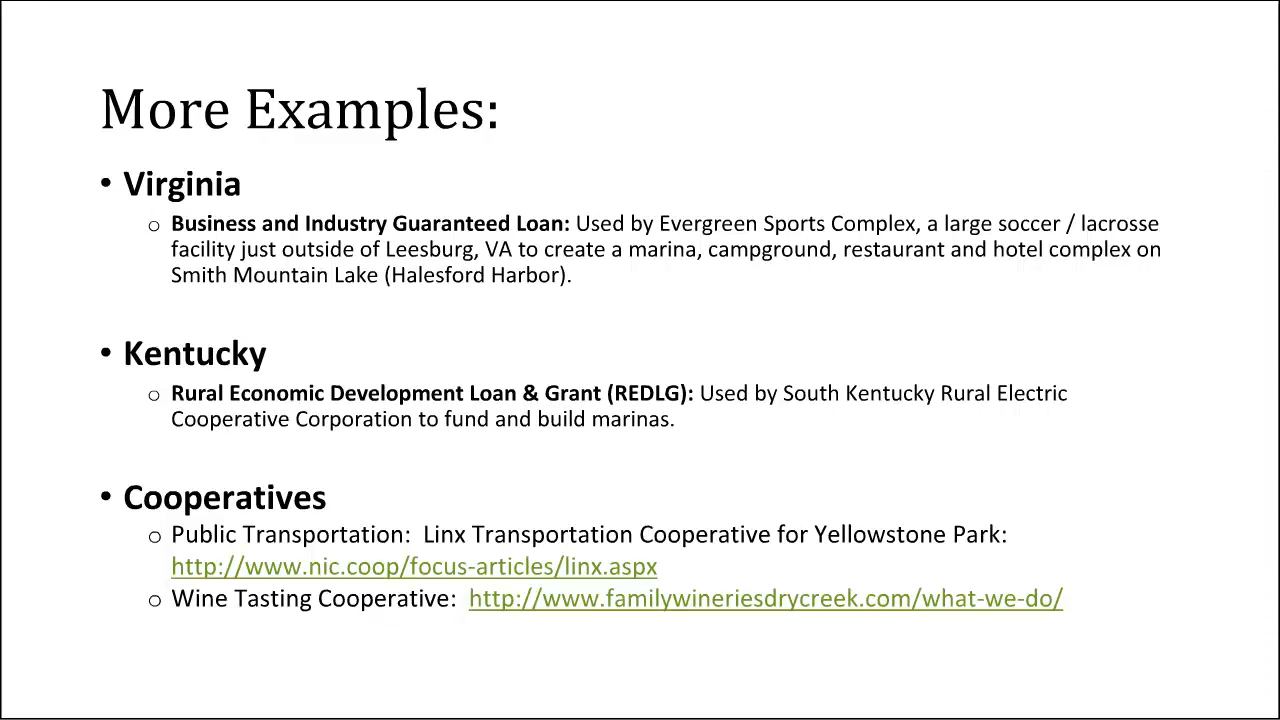 More Examples:
• Virginia
o Business and Industry Guaranteed Loan: Used by Evergreen Sports Complex, a large soccer / lacrosse
facility just outside of Leesburg, VA to create a marina, campground, restaurant and hotel complex on
Smith Mountain Lake (Halesford Harbor).
• Kentucky
o Rural Economic Development Loan & Grant (REDLG): Used by South Kentucky Rural Electric
Cooperative Corporation to fund and build marinas.
• Cooperatives
o Public Transportation:  Linx Transportation Cooperative for Yellowstone Park:
http://www.nic.coop/focus-articles/linx.aspx
o Wine Tasting Cooperative:  http://www.familywineriesdrycreek.com/what-we-do/